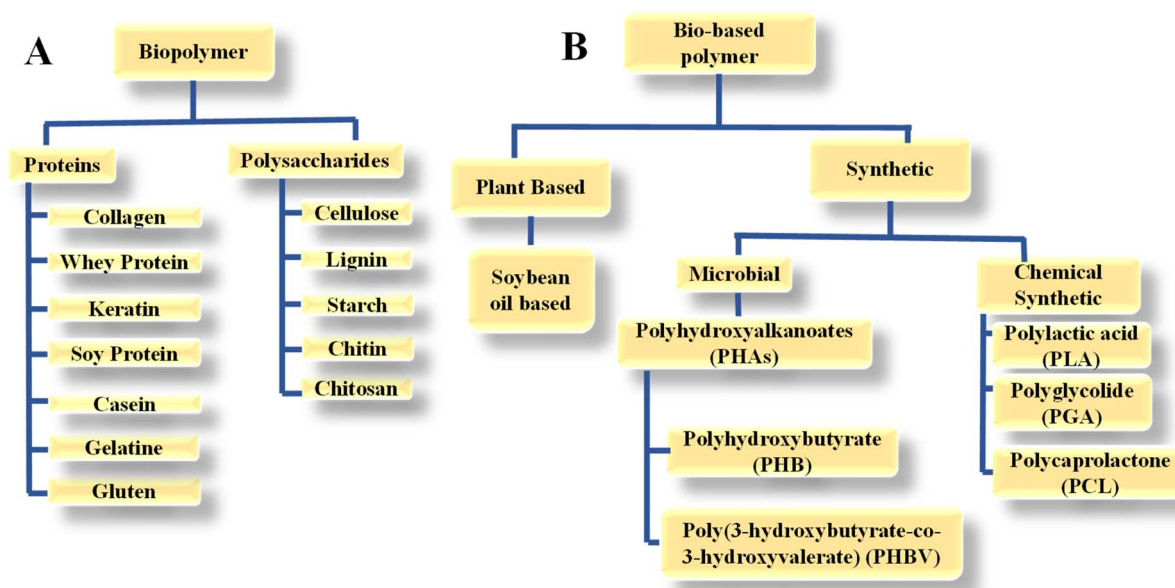 A
Biopolymer
Proteins
Collagen
Whey Protein
Keratin
Soy Protein
Casein
Gelatine
Gluten
Polysaccharides
Cellulose
Lignin
Starch
Chitin
Chitosan
B
Bio-based
polymer
Plant Based
Soybean
oil based
Synthetic
Microbial
Polyhydroxyalkanoates
(PHAs)
Polyhydroxybutyrate
(PHB)
Poly(3-hydroxybutyrate-co-
3-hydroxyvalerate) (PHBV)
Chemical
Synthetic
Polylactic acid
(PLA)
Polyglycolide
(PGA)
Polycaprolactone
(PCL)